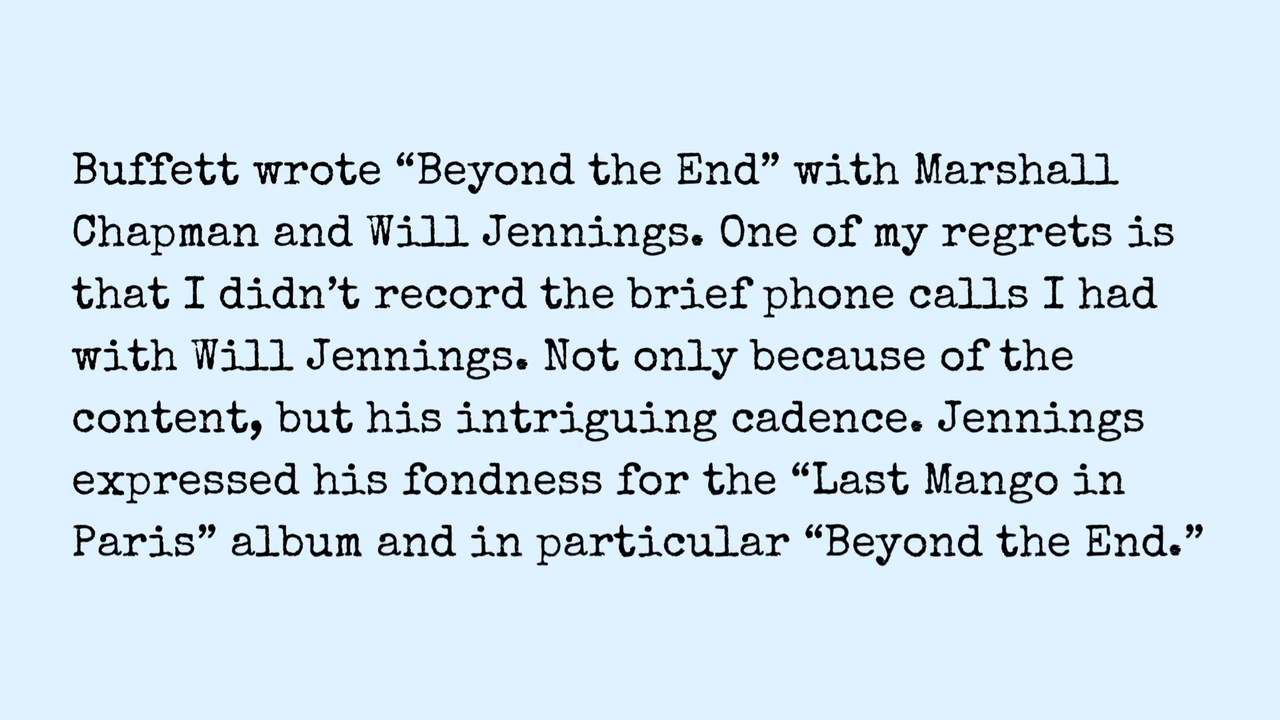 Buffett wrote “Beyond the End” with Marshall
Chapman and Will Jennings. One of my regrets is
that I didn’t record the brief phone calls I had
with Will Jennings. Not only because of the
content, but his intriguing cadence. Jennings
expressed his fondness for the “Last Mango in
Paris” album and in particular “Beyond the End.”